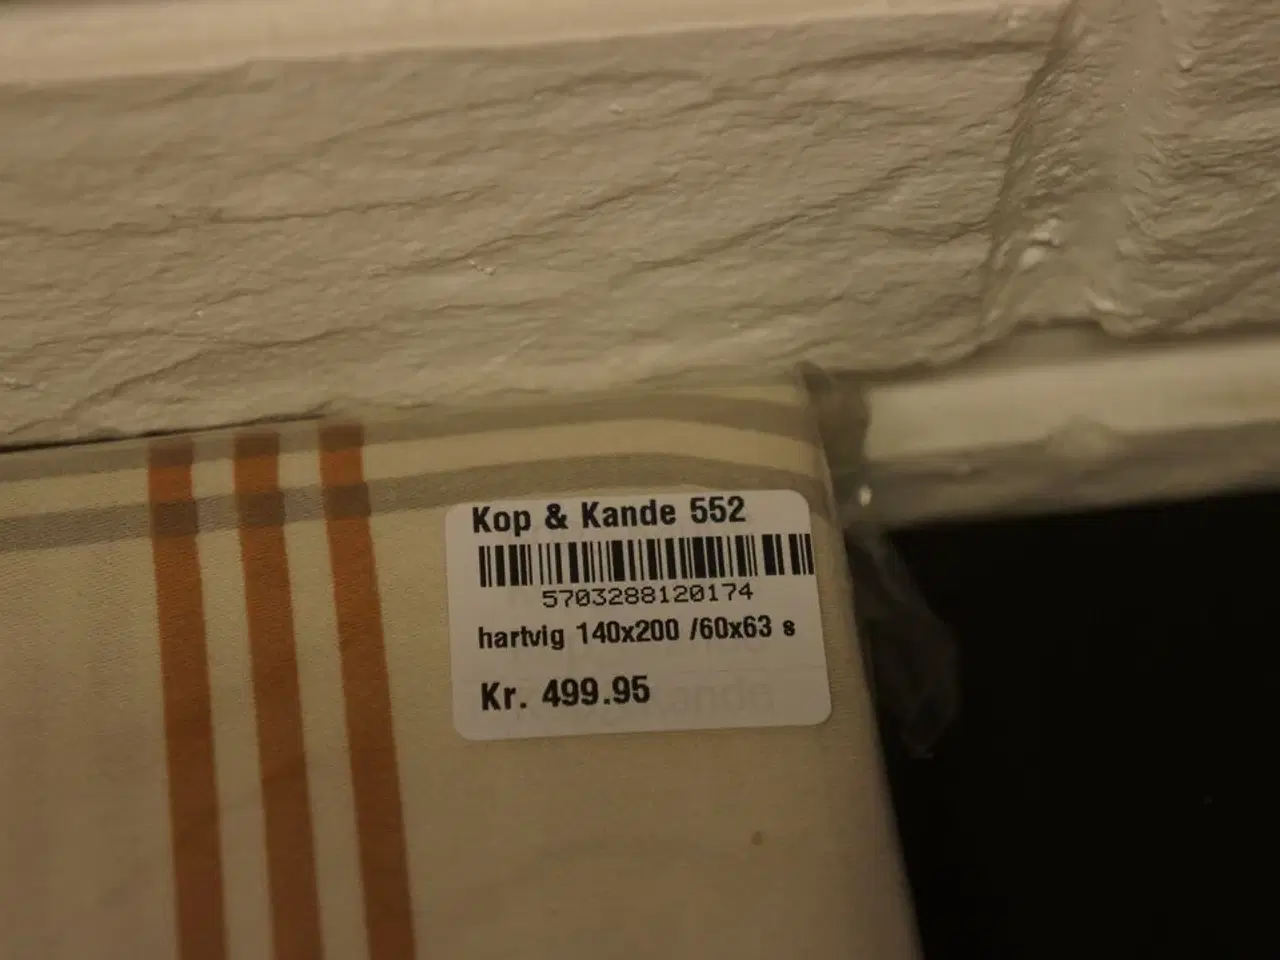 Kop & Kande 552
5703288120174
hartvig 140x200 /60x63 s
Kr. 499.95